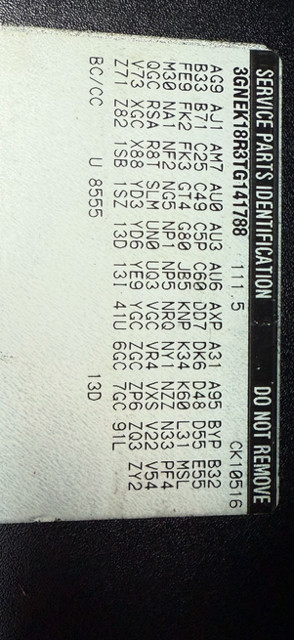 SERVICE PARTS IDENTIFICATION DO NOT REMOVE
3GNEK18R3TG141788 111.5 CK10516
AG9 AJ1 AM7 AU0 AU3 AU6 AXP A31 A95 BYP B32
B33 B71 C25 C49 C5P C60 DD7 DK6 D48 D55 E55
FE9 FK2 FK3 GT4 G80 JB5 KNP K34 K60 L31 MSL
M30 NA1 NF2 NG5 NP1 NP5 NRQ NY1 NZZ N33 PF4
QGC RSA R8T SLM UN0 UQ3 VGC VR4 VXS V22 V54
V73 XGC X88 YD3 YD6 YE9 YGC ZGC ZP6 ZQ3 ZY2
Z71 Z82 1SB 1SZ 13D 13I 41U 6GC 7GC 91L
BC/CC U 8555 13D